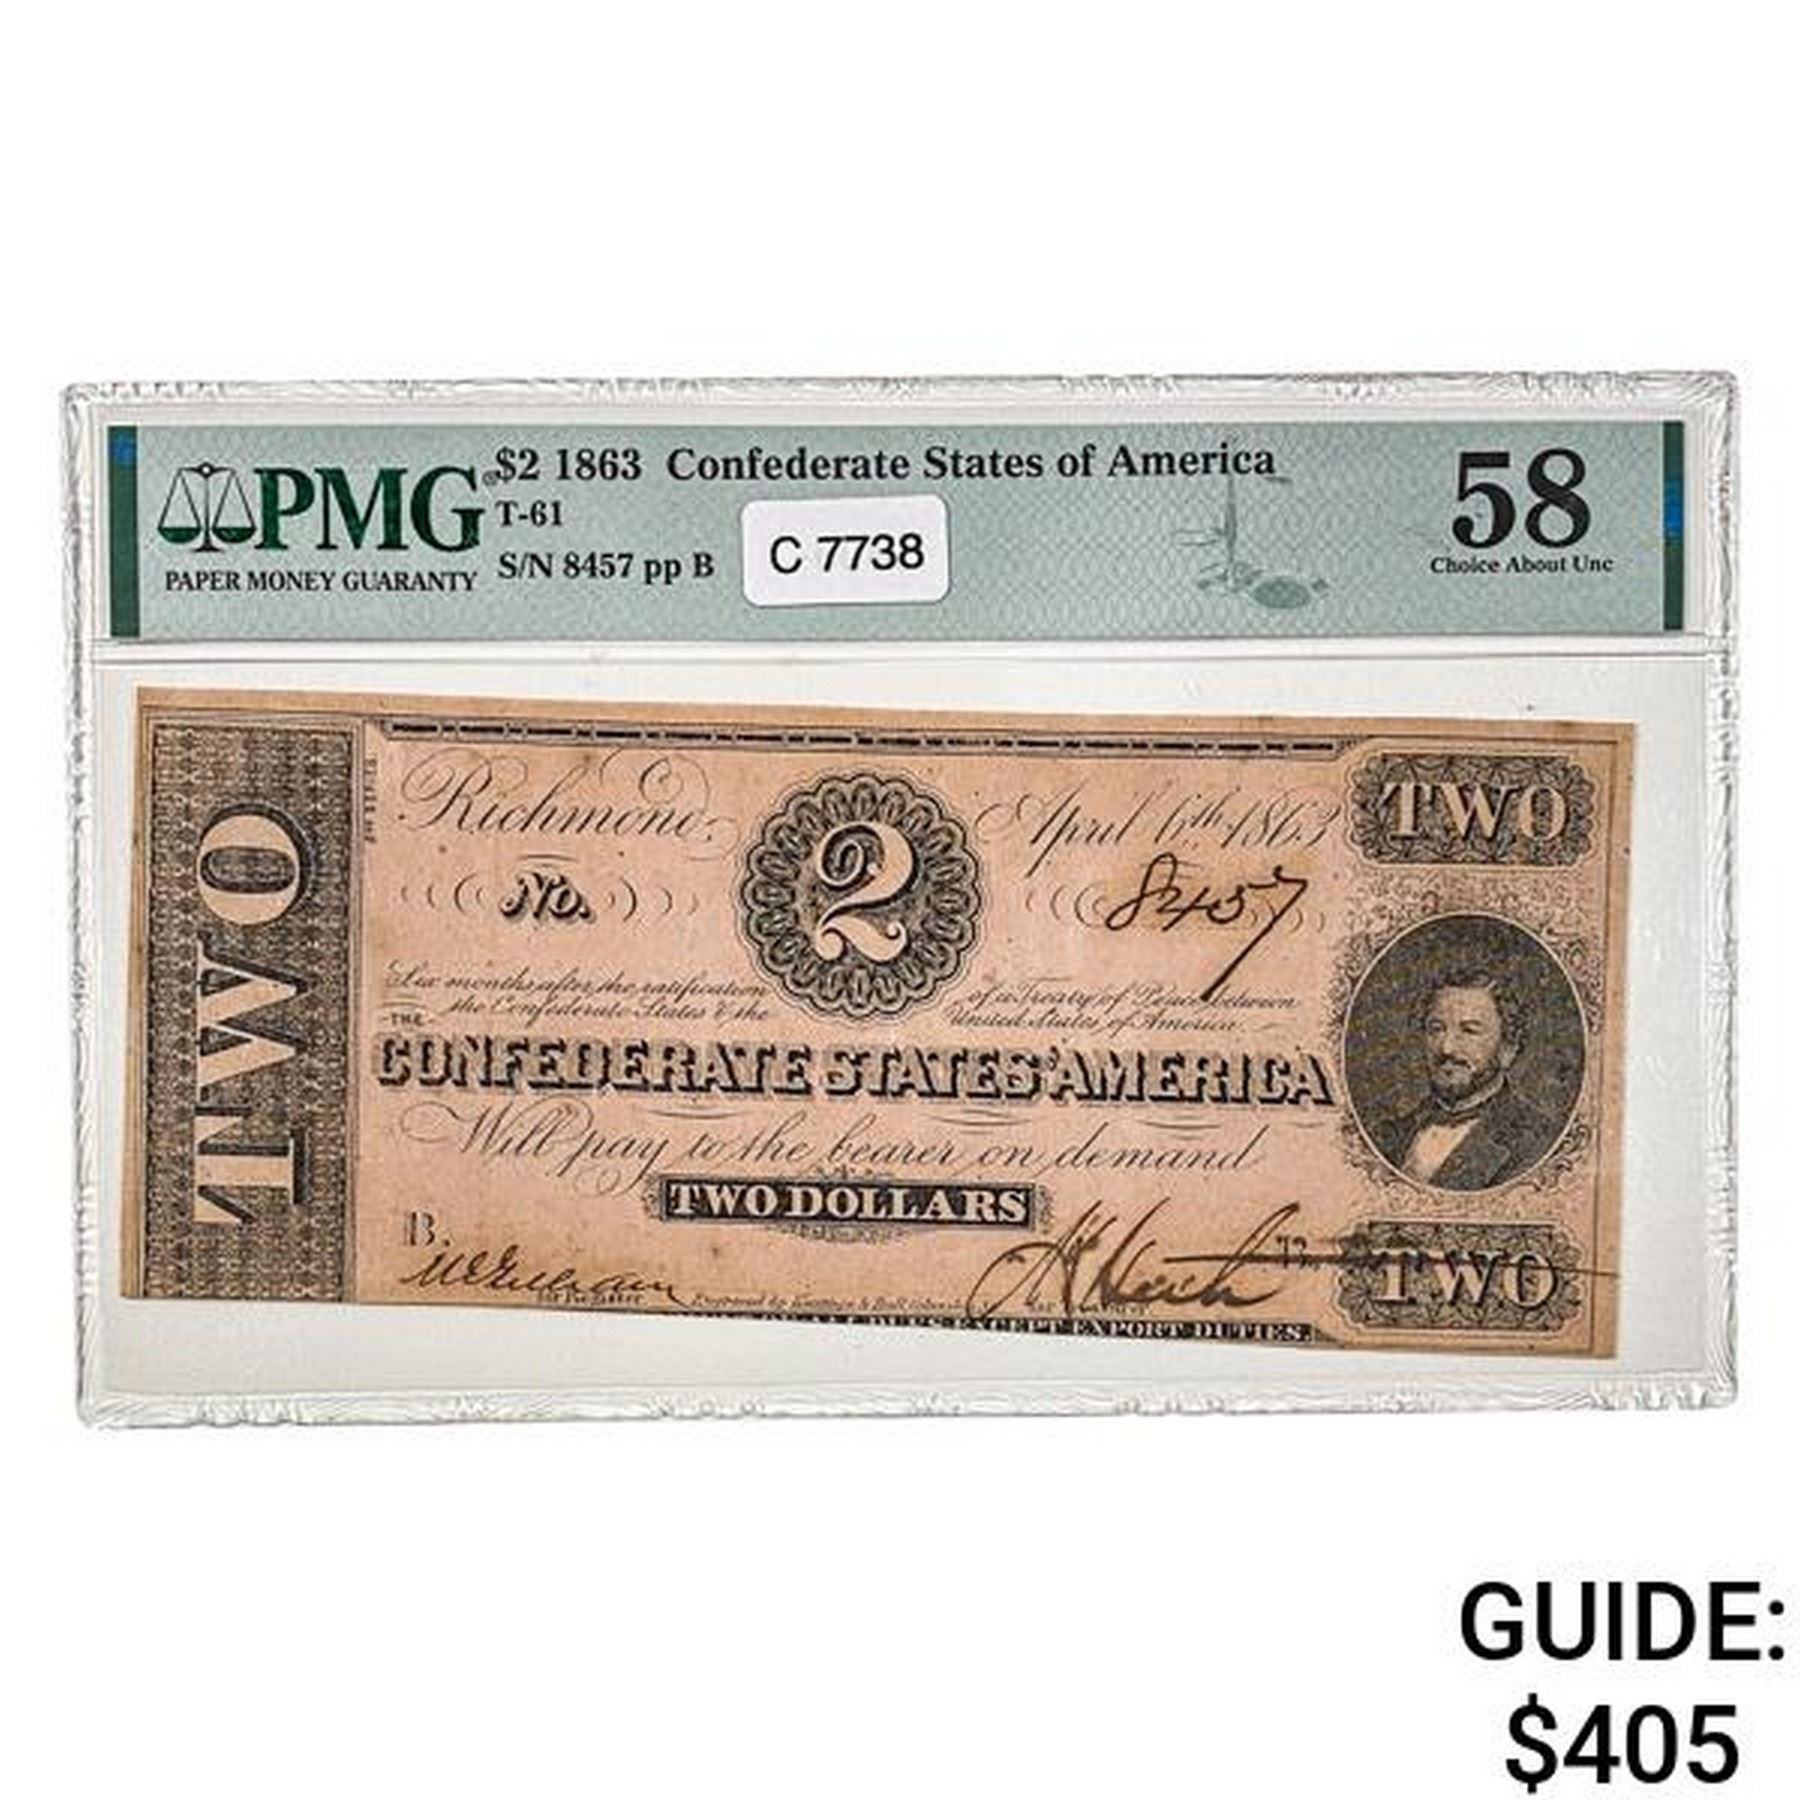 PMG®
PAPER MONEY GUARANTY
$2 1863 Confederate States of America
T-61
S/N 8457 pp B
C 7738
58
Choice About Unc
TWO
Richmond, April 6th, 1863
TWO
2
No. 8457
Six months after the ratification of a Treaty of Peace between
the Confederate States & the United States of America
THE
CONFEDERATE STATES AMERICA
Will pay to the bearer on demand
TWO DOLLARS
B.
TWO
EXCEPT EXPORT DUTIES.
GUIDE:
$405